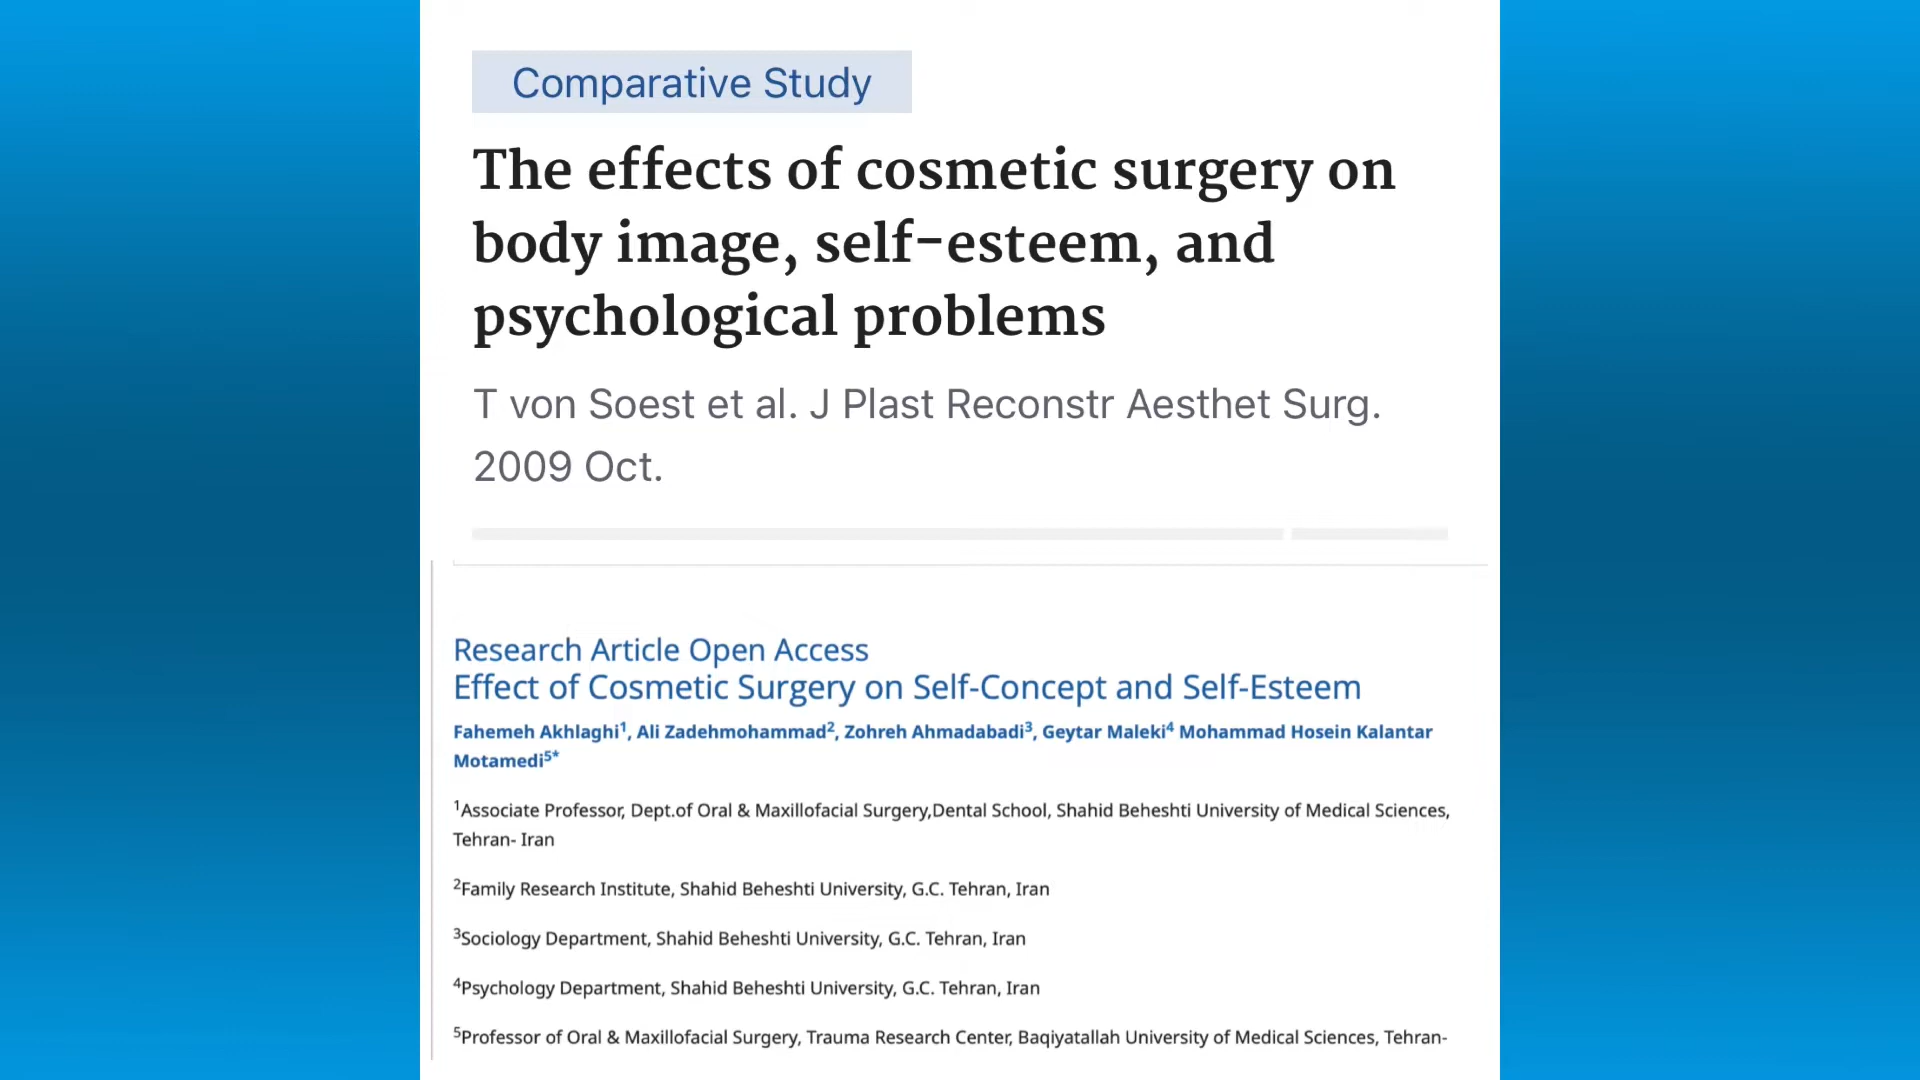 Comparative Study
The effects of cosmetic surgery on
body image, self-esteem, and
psychological problems
T von Soest et al. J Plast Reconstr Aesthet Surg.
2009 Oct.
Research Article Open Access
Effect of Cosmetic Surgery on Self-Concept and Self-Esteem
Fahemeh Akhlaghi¹, Ali Zadehmohammad², Zohreh Ahmadabadi³, Geytar Maleki⁴ Mohammad Hosein Kalantar
Motamedi⁵*
¹Associate Professor, Dept.of Oral & Maxillofacial Surgery,Dental School, Shahid Beheshti University of Medical Sciences,
Tehran- Iran
²Family Research Institute, Shahid Beheshti University, G.C. Tehran, Iran
³Sociology Department, Shahid Beheshti University, G.C. Tehran, Iran
⁴Psychology Department, Shahid Beheshti University, G.C. Tehran, Iran
⁵Professor of Oral & Maxillofacial Surgery, Trauma Research Center, Baqiyatallah University of Medical Sciences, Tehran-